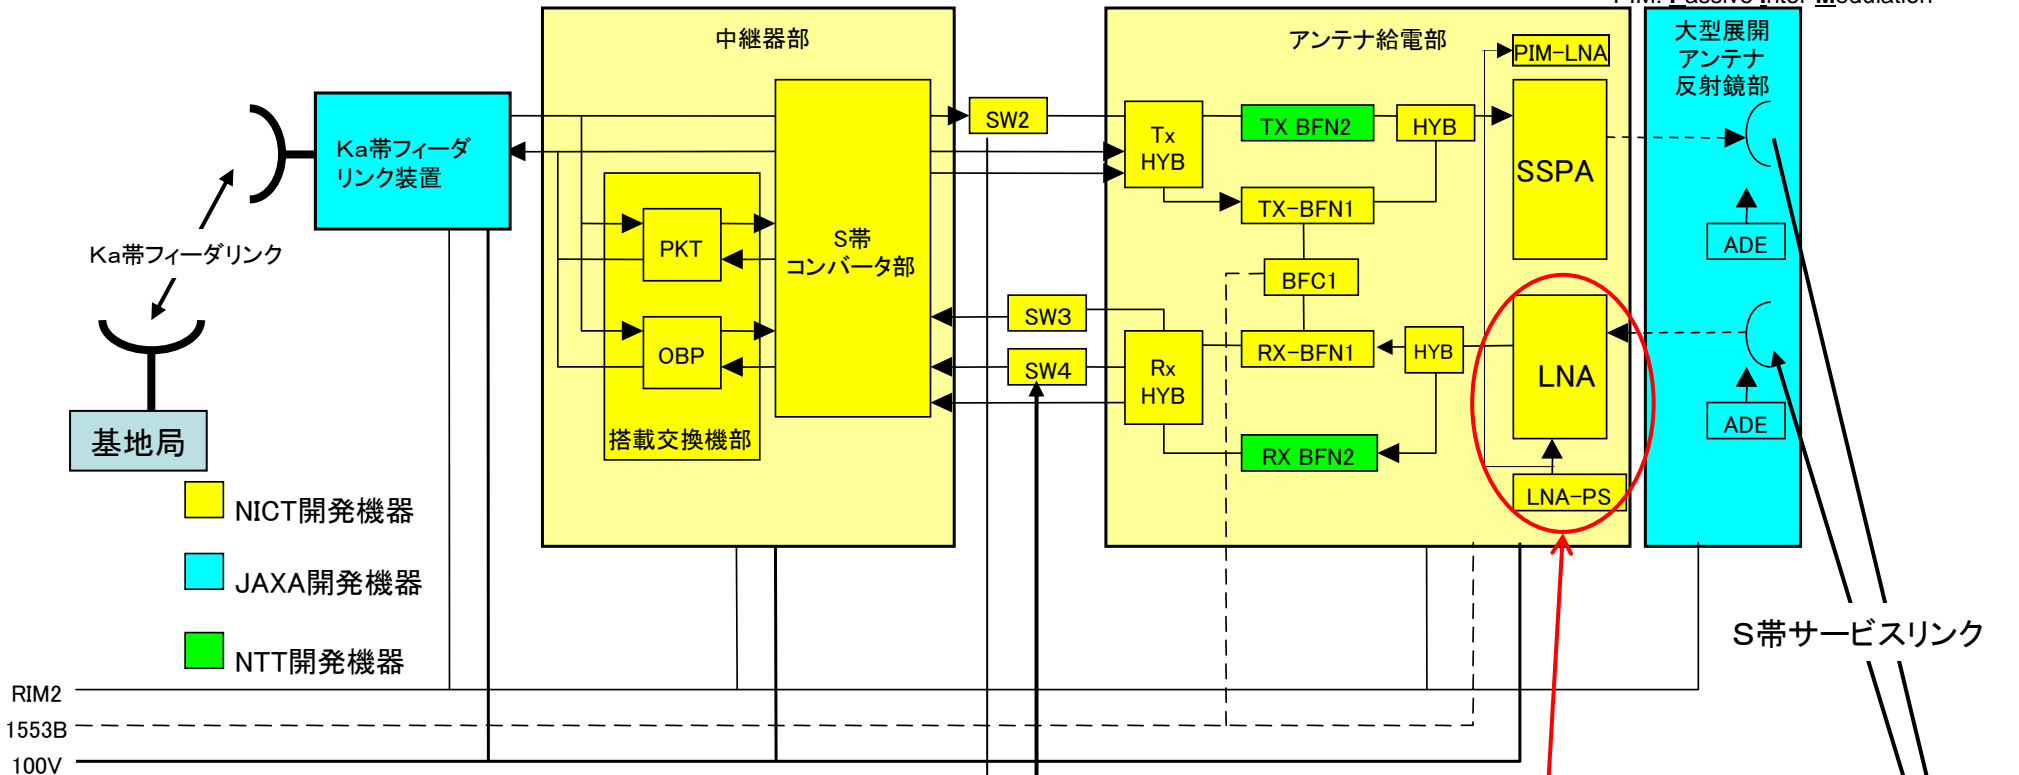 PIM: Passive Inter Modulation
中継器部
アンテナ給電部
大型展開
アンテナ
反射鏡部
PIM-LNA
SW2
Tx
HYB
TX BFN2
HYB
SSPA
Ka帯フィーダ
リンク装置
TX-BFN1
ADE
PKT
S帯
コンバータ部
Ka帯フィーダリンク
BFC1
SW3
OBP
SW4
Rx
HYB
RX-BFN1
HYB
LNA
ADE
搭載交換機部
基地局
RX BFN2
LNA-PS
NICT開発機器
JAXA開発機器
NTT開発機器
S帯サービスリンク
RIM2
1553B
100V